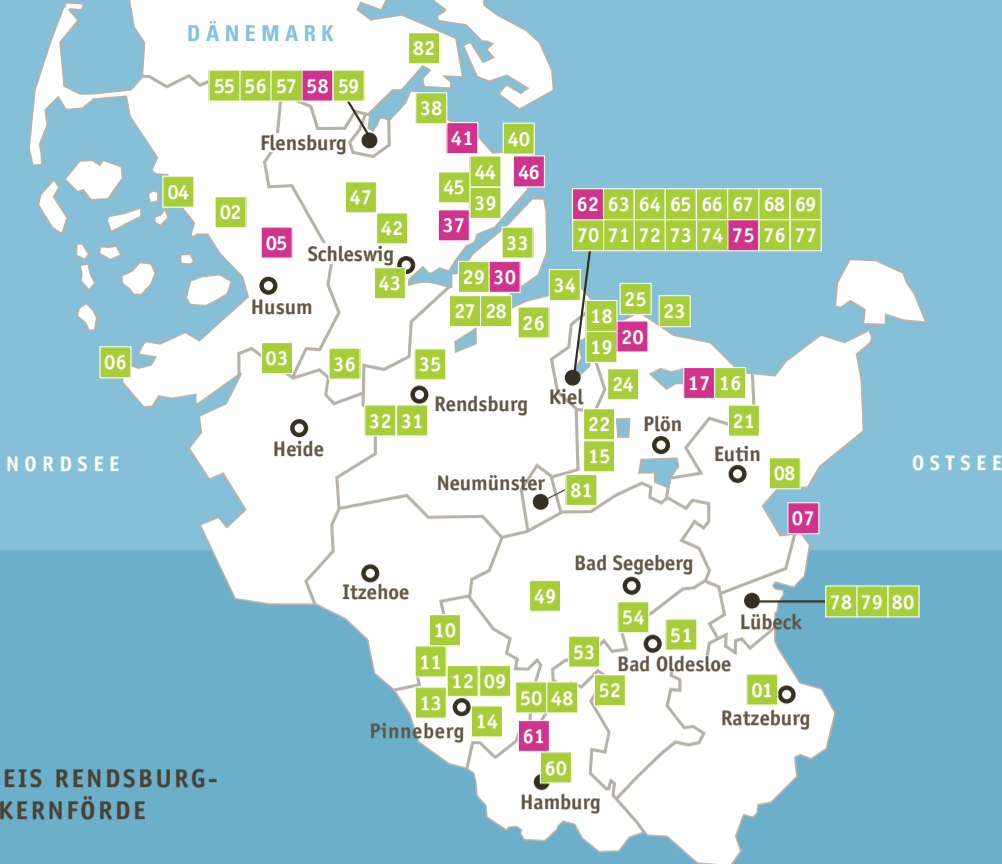 DÄNEMARK
82
55 56 57 58 59
38
Flensburg
41 40
44 46
04 47 45
02 39
62 63 64 65 66 67 68 69
42 37
70 71 72 73 74 75 76 77
05 33
Schleswig
43 29 30 34
Husum
25
27 28 26 18 23
20
19
06 03 36 35
24 17 16
Kiel
Rendsburg
32 31 22 Plön 21
Heide
Eutin
15
NORDSEE 08 OSTSEE
Neumünster
81
07
Bad Segeberg
Itzehoe
49
78 79 80
54 Lübeck
10 51
53
11 Bad Oldesloe
12 09
50 48 52 01
13
14 Ratzeburg
Pinneberg
61
60
EIS RENDSBURG-
Hamburg
KERNFÖRDE